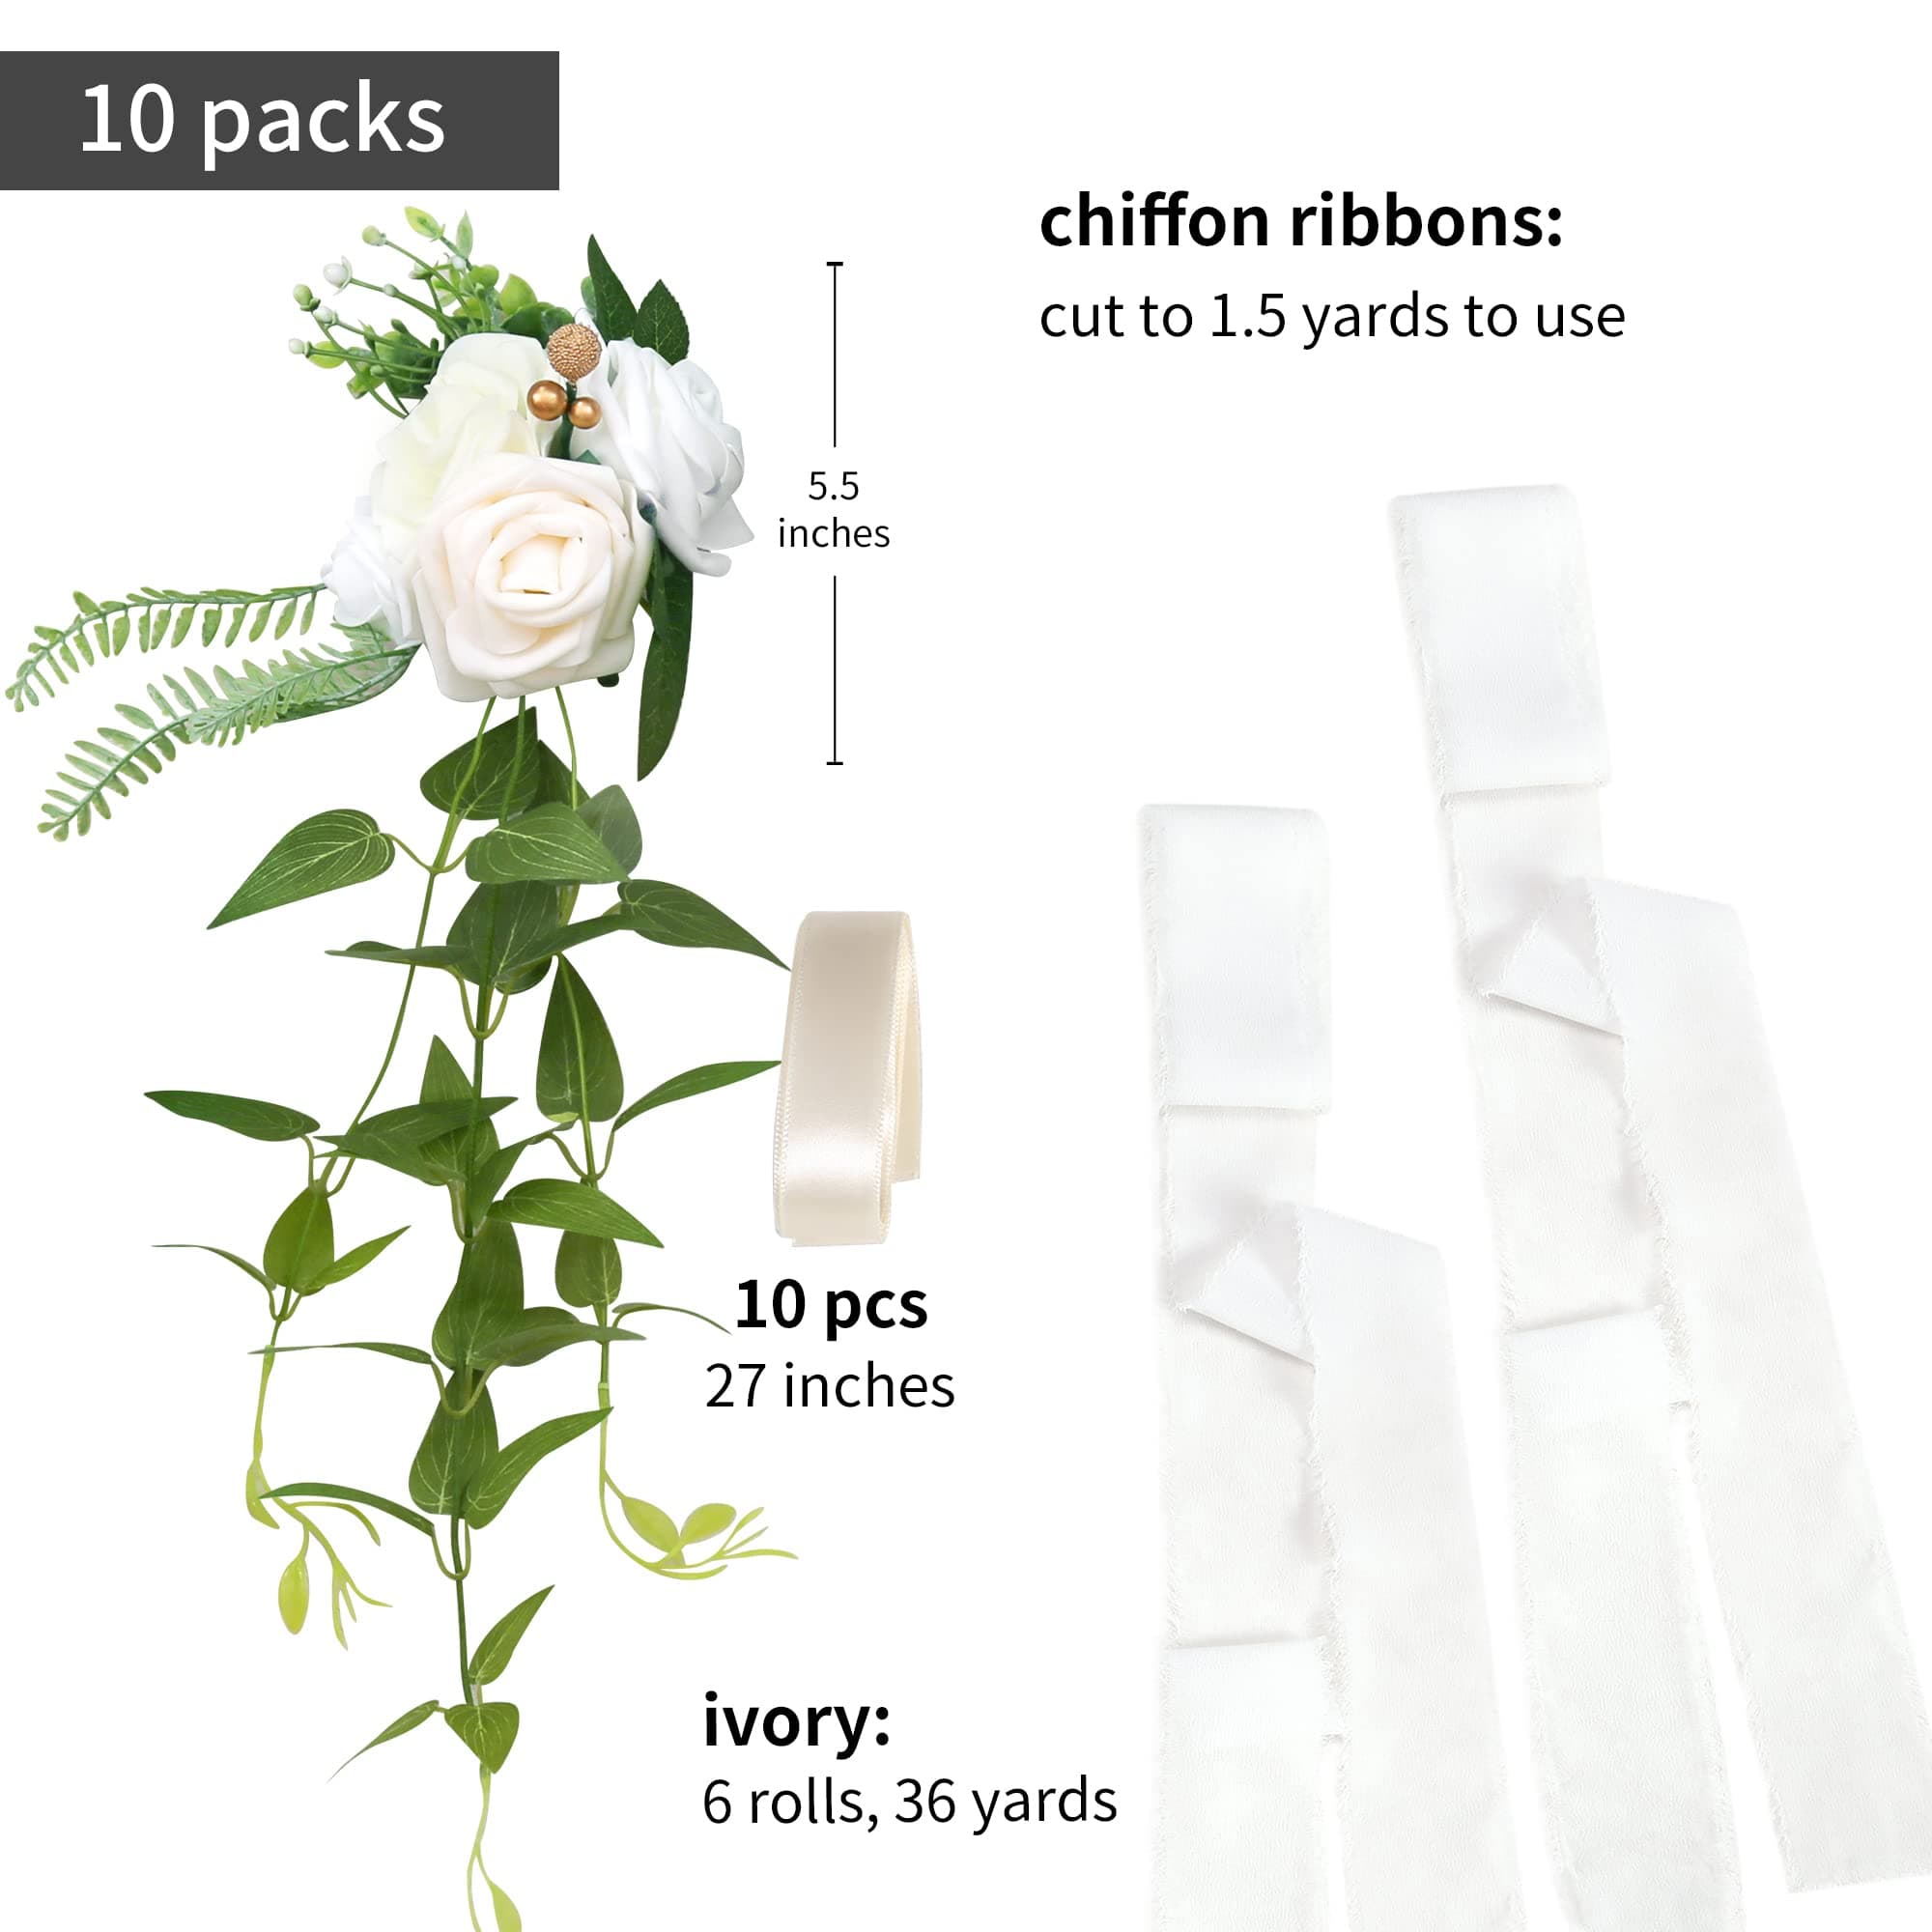 10 packs
chiffon ribbons:
cut to 1.5 yards to use
5.5
inches
10 pcs
27 inches
ivory:
6 rolls, 36 yards